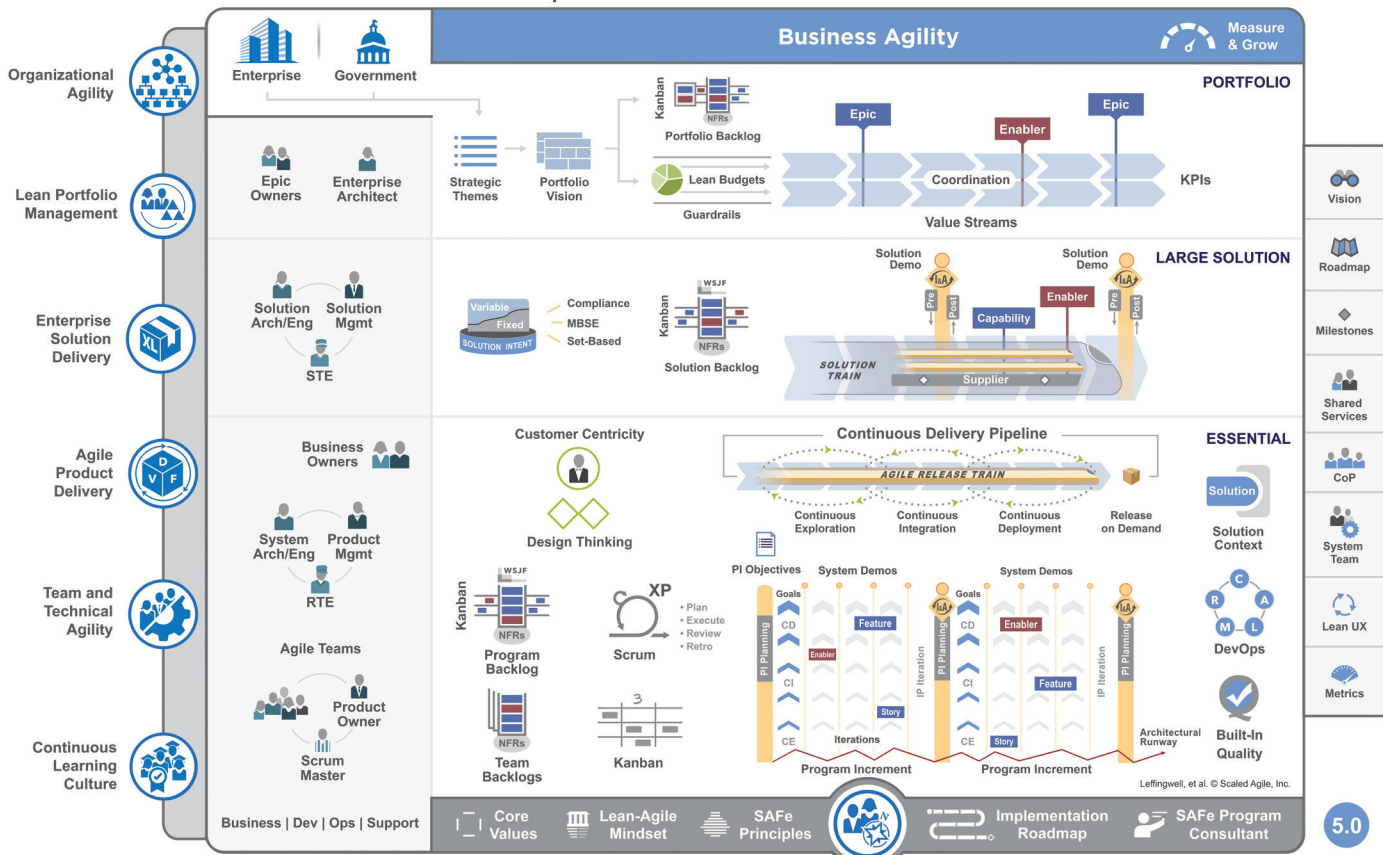 Business Agility
Measure
& Grow
Enterprise
Government
Organizational
Agility
Lean Portfolio
Management
Enterprise
Solution
Delivery
Agile
Product
Delivery
D
V
F
XL
Team and
Technical
Agility
Continuous
Learning
Culture
PORTFOLIO
Epic
Owners
Enterprise
Architect
Strategic
Themes
Portfolio
Vision
Kanban
NFRs
Portfolio Backlog
Lean Budgets
Guardrails
Epic
Enabler
Epic
Coordination
KPIs
Value Streams
LARGE SOLUTION
Solution
Arch/Eng
Solution
Mgmt
STE
Variable
Fixed
SOLUTION INTENT
Compliance
MBSE
Set-Based
WSJF
Kanban
NFRs
Solution Backlog
Solution
Demo
I&A
Pre
Post
Capability
Enabler
Solution
Demo
I&A
Pre
Post
SOLUTION
TRAIN
Supplier
ESSENTIAL
Business
Owners
System
Arch/Eng
Product
Mgmt
RTE
Agile Teams
Product
Owner
Scrum
Master
Business | Dev | Ops | Support
Customer Centricity
Design Thinking
WSJF
Kanban
NFRs
Program
Backlog
XP
• Plan
• Execute
• Review
• Retro
Scrum
NFRs
Team
Backlogs
3
Kanban
Continuous Delivery Pipeline
AGILE RELEASE TRAIN
Continuous
Exploration
Continuous
Integration
Continuous
Deployment
Release
on Demand
PI Objectives
System Demos
System Demos
PI Planning
Goals
CD
CI
CE
Enabler
Feature
Story
Iterations
IP Iteration
I&A
PI Planning
Goals
CD
CI
CE
Enabler
Feature
Story
IP Iteration
I&A
PI Planning
Program Increment
Program Increment
Architectural
Runway
Solution
Solution
Context
C
A
L
M
R
DevOps
Built-In
Quality
Leffingwell, et al. © Scaled Agile, Inc.
Vision
Roadmap
Milestones
Shared
Services
CoP
System
Team
Lean UX
Metrics
Core
Values
Lean-Agile
Mindset
SAFe
Principles
N
Implementation
Roadmap
SAFe Program
Consultant
5.0